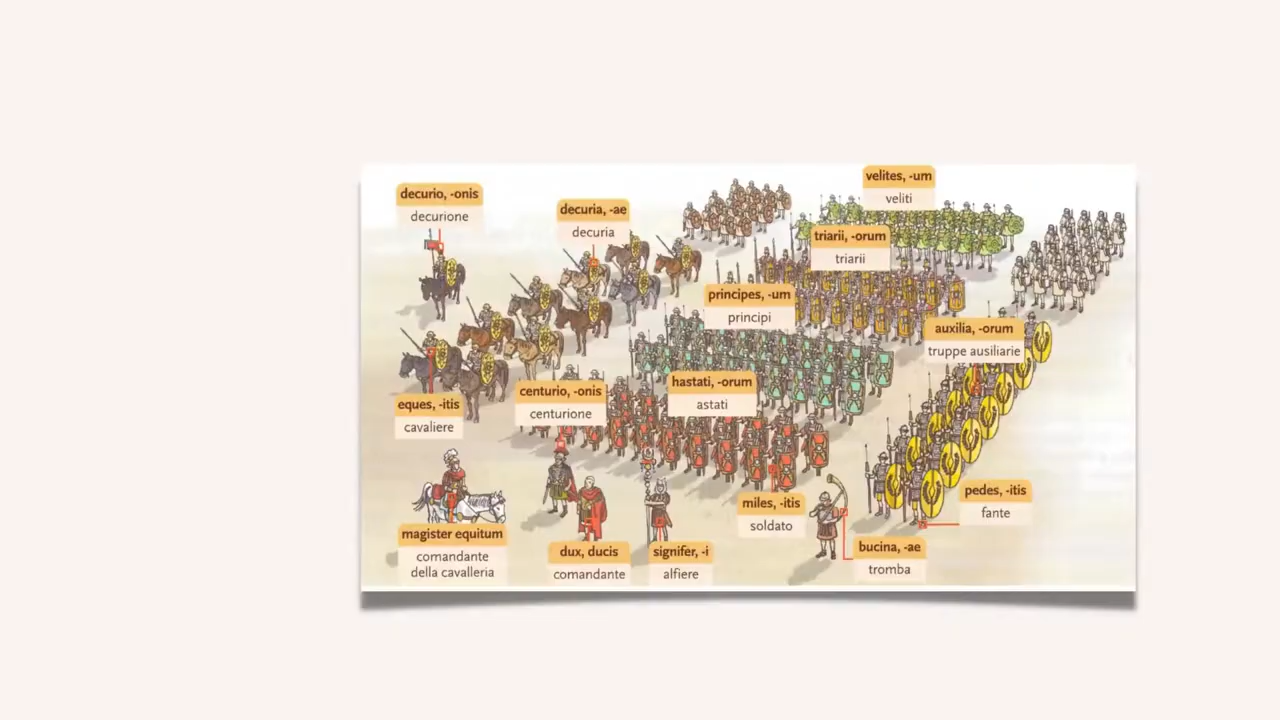 velites, -um
veliti
decurio, -onis
decurione
decuria, -ae
decuria
triarii, -orum
triarii
principes, -um
principi
auxilia, -orum
truppe ausiliarie
hastati, -orum
astati
centurio, -onis
centurione
eques, -itis
cavaliere
pedes, -itis
fante
miles, -itis
soldato
magister equitum
comandante
della cavalleria
dux, ducis
comandante
signifer, -i
alfiere
bucina, -ae
tromba